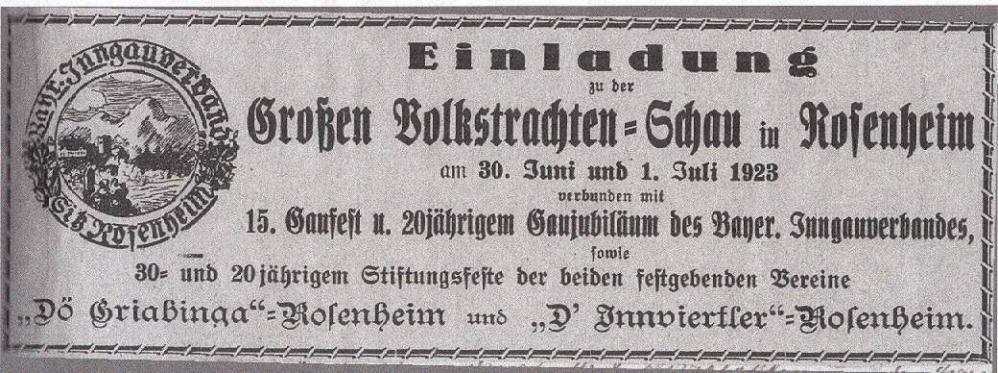 Bayr. Inngauverband
Sitz Rosenheim
Einladung
zu der
Großen Volkstrachten=Schau in Rosenheim
am 30. Juni und 1. Juli 1923
verbunden mit
15. Gaufest u. 20jährigem Gaujubiläum des Bayer. Inngauverbandes,
sowie
30= und 20jährigem Stiftungsfeste der beiden festgebenden Vereine
„Dö Griabinga“=Rosenheim und „D' Innviertler“=Rosenheim.